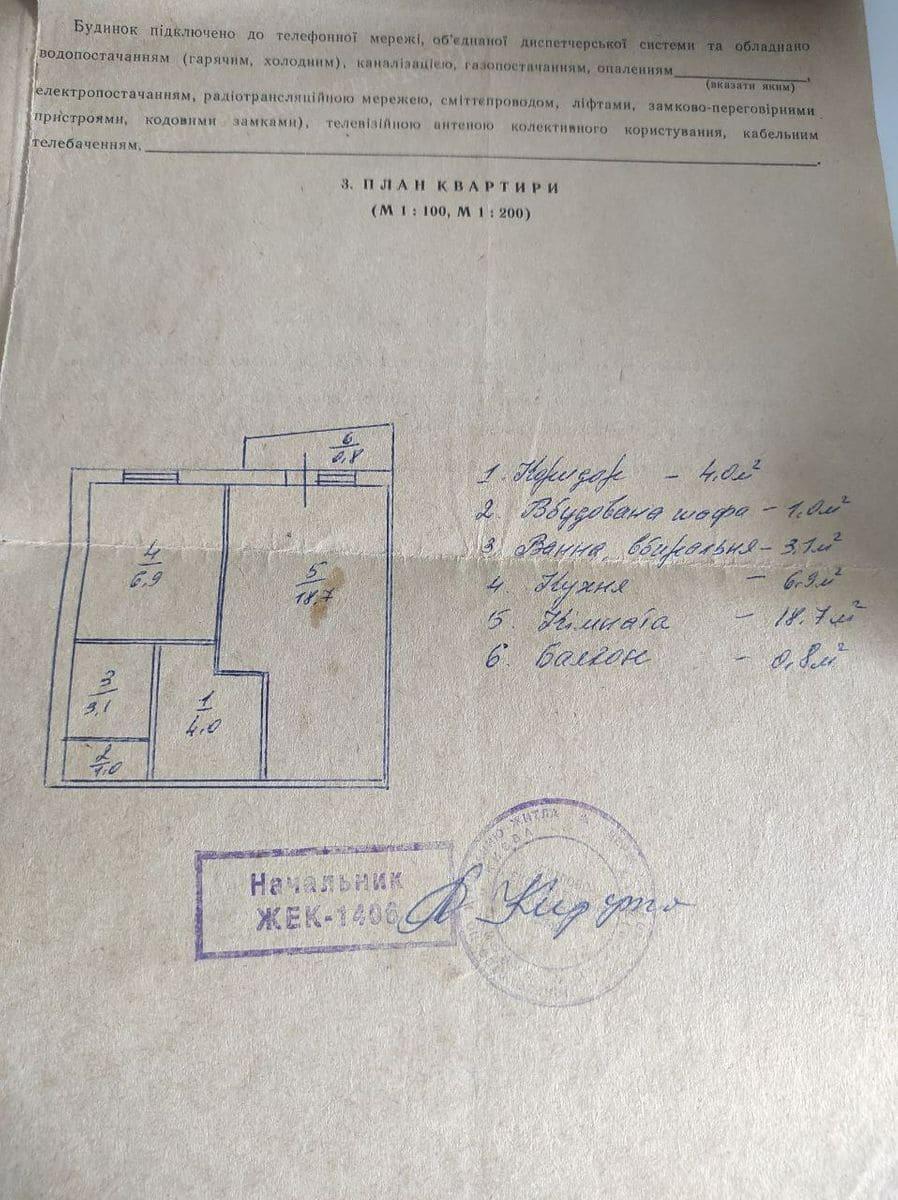 Будинок підключено до телефонної мережі, об'єднаної диспетчерської системи та обладнано
водопостачанням (гарячим, холодним), каналізацією, газопостачанням, опаленням,
(вказати яким)
електропостачанням, радіотрансляційною мережею, сміттєпроводом, ліфтами, замково-переговірними
пристроями, кодовими замками), телевізійною антеною колективного користування, кабельним
телебаченням,
3. ПЛАН КВАРТИРИ
(М 1 : 100, М 1 : 200)
6
0,8
4
6,9
5
18,7
3
3,1
1
4,0
2
1,0
1. Коридор - 4.0м²
2. Вбудована шафа - 1.0м²
3. Ванна, вбиральня - 3.1м²
4. Кухня - 6.9м²
5. Кімната - 18.7м²
6. Балкон - 0,8м²
Начальник
ЖЕК-1406
ЖИТЛА